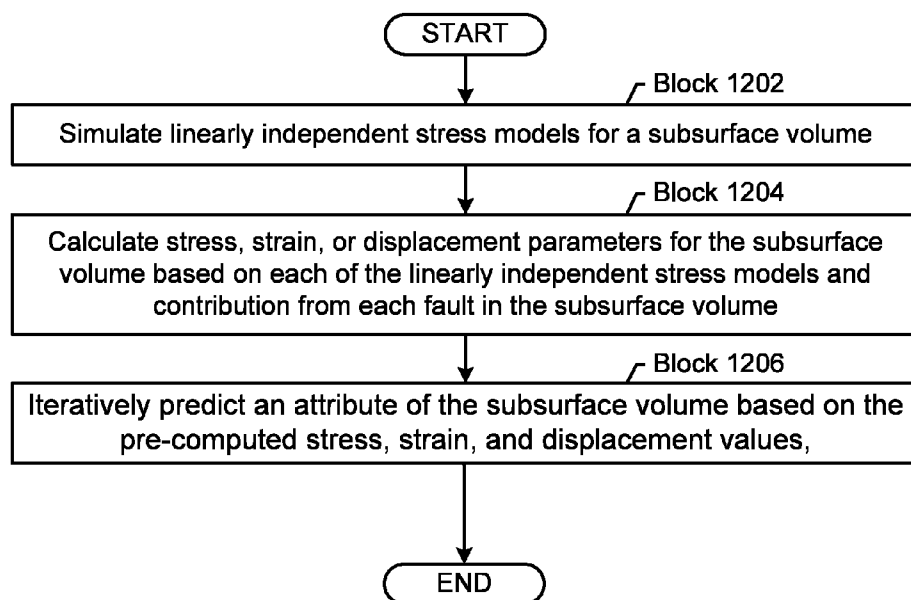 START
Block 1202
Simulate linearly independent stress models for a subsurface volume
Block 1204
Calculate stress, strain, or displacement parameters for the subsurface
volume based on each of the linearly independent stress models and
contribution from each fault in the subsurface volume
Block 1206
Iteratively predict an attribute of the subsurface volume based on the
pre-computed stress, strain, and displacement values,
END